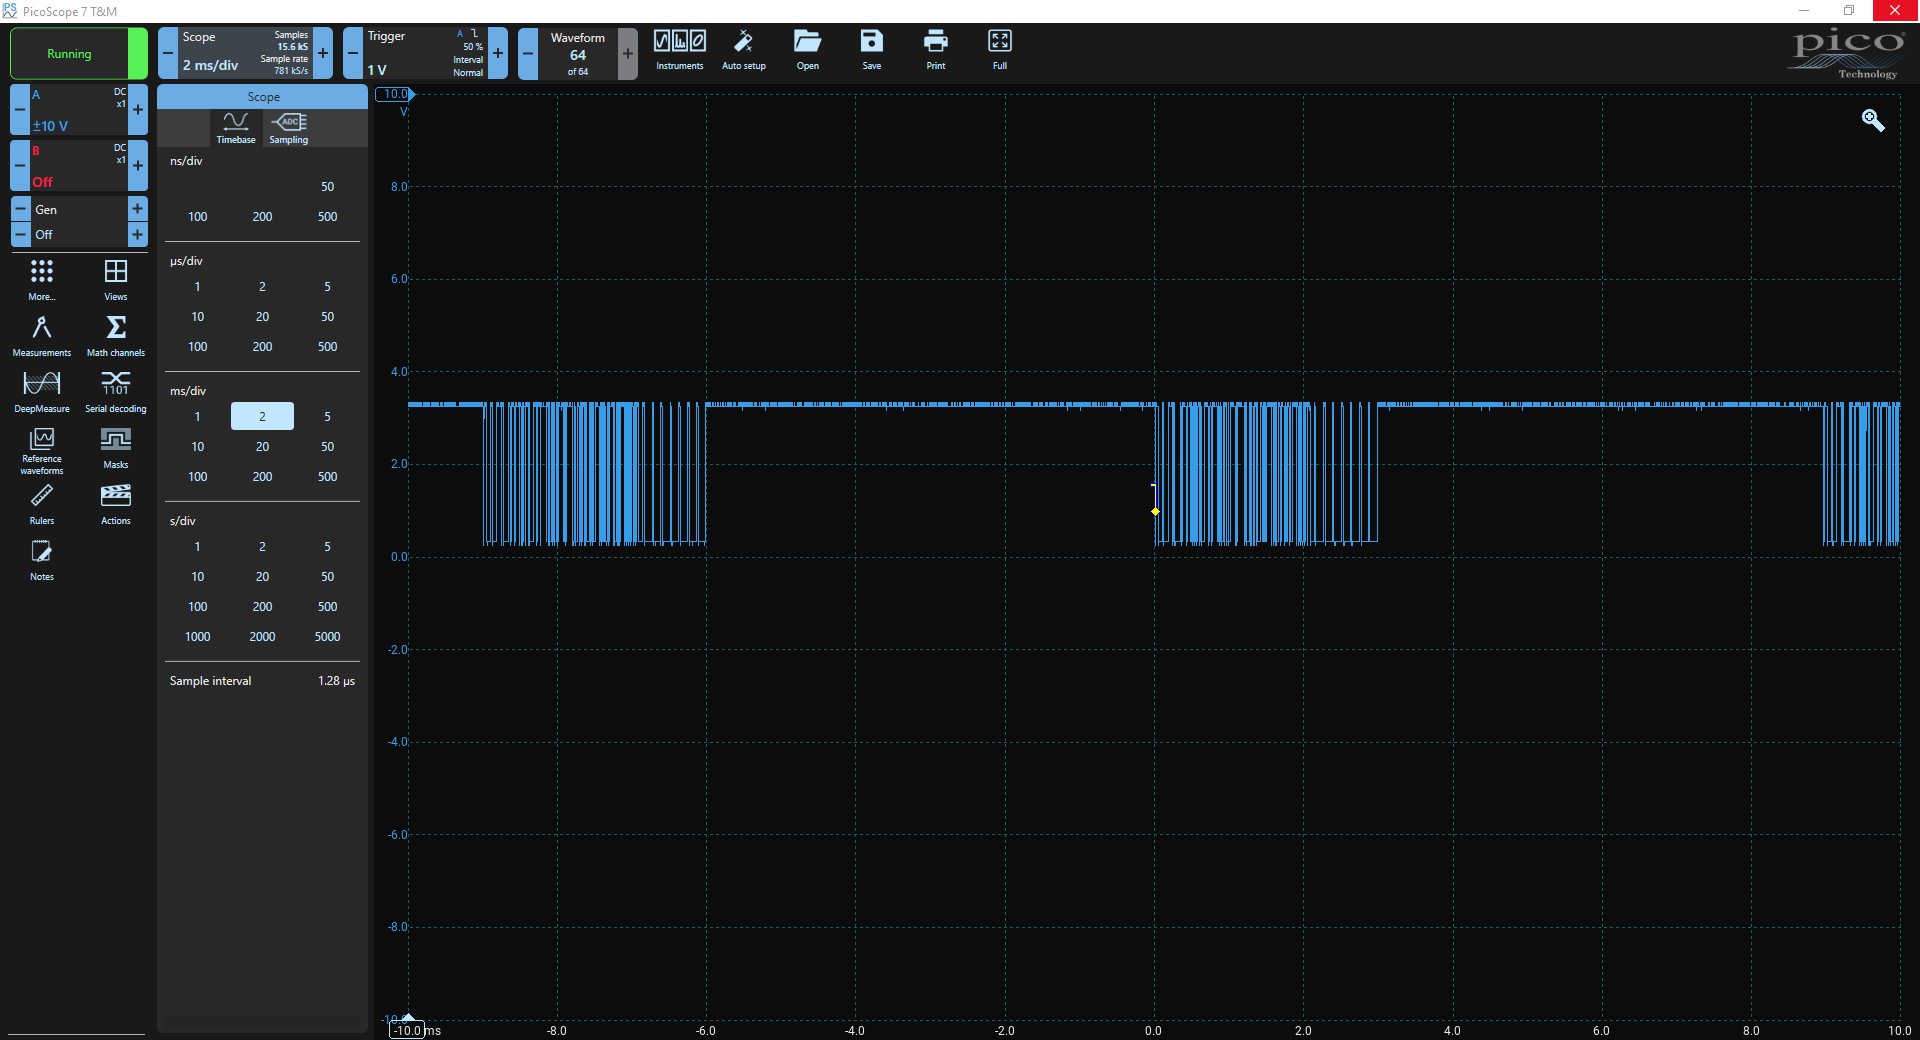 PicoScope 7 T&M
Running
Scope
2 ms/div
Samples
15.6 kS
Sample rate
781 kS/s
Trigger
1 V
A
50 %
Interval
Normal
Waveform
64
of 64
Instruments
Auto setup
Open
Save
Print
Full
pico
Technology
A
DC
x1
±10 V
B
DC
x1
Off
Gen
Off
More...
Views
Measurements
Math channels
DeepMeasure
1101
Serial decoding
Reference
waveforms
Masks
Rulers
Actions
Notes
Scope
Timebase
ADC
Sampling
ns/div
50
100 200 500
µs/div
1 2 5
10 20 50
100 200 500
ms/div
1 2 5
10 20 50
100 200 500
s/div
1 2 5
10 20 50
100 200 500
1000 2000 5000
Sample interval 1.28 µs
10.0
V
8.0
6.0
4.0
2.0
0.0
-2.0
-4.0
-6.0
-8.0
-10.0
-10.0 ms -8.0 -6.0 -4.0 -2.0 0.0 2.0 4.0 6.0 8.0 10.0